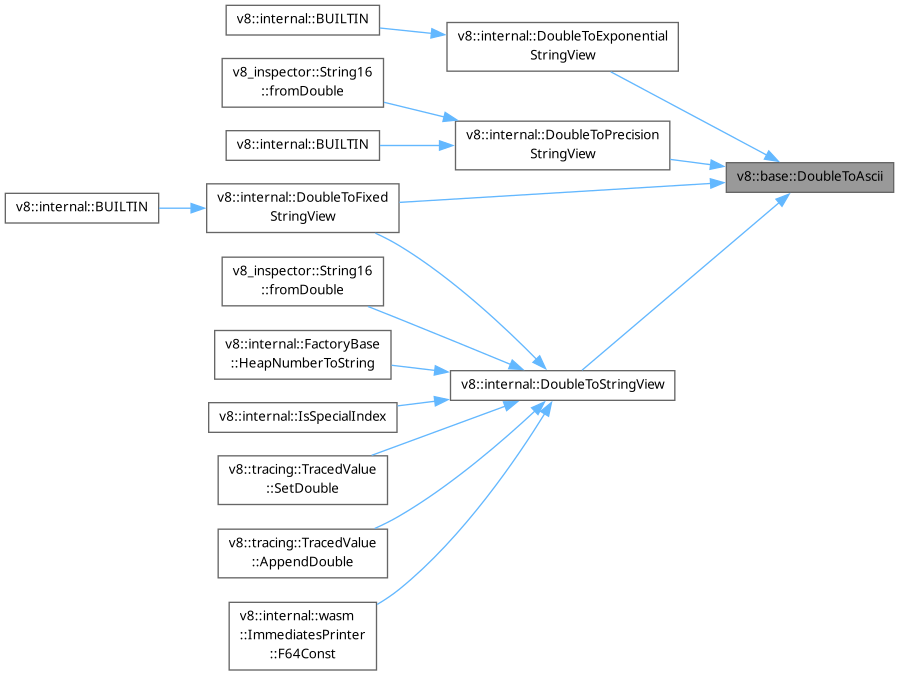 v8::internal::BUILTIN
v8::internal::DoubleToExponential
StringView
v8_inspector::String16
::fromDouble
v8::internal::DoubleToPrecision
StringView
v8::internal::BUILTIN
v8::base::DoubleToAscii
v8::internal::BUILTIN
v8::internal::DoubleToFixed
StringView
v8_inspector::String16
::fromDouble
v8::internal::FactoryBase
::HeapNumberToString
v8::internal::DoubleToStringView
v8::internal::IsSpecialIndex
v8::tracing::TracedValue
::SetDouble
v8::tracing::TracedValue
::AppendDouble
v8::internal::wasm
::ImmediatesPrinter
::F64Const